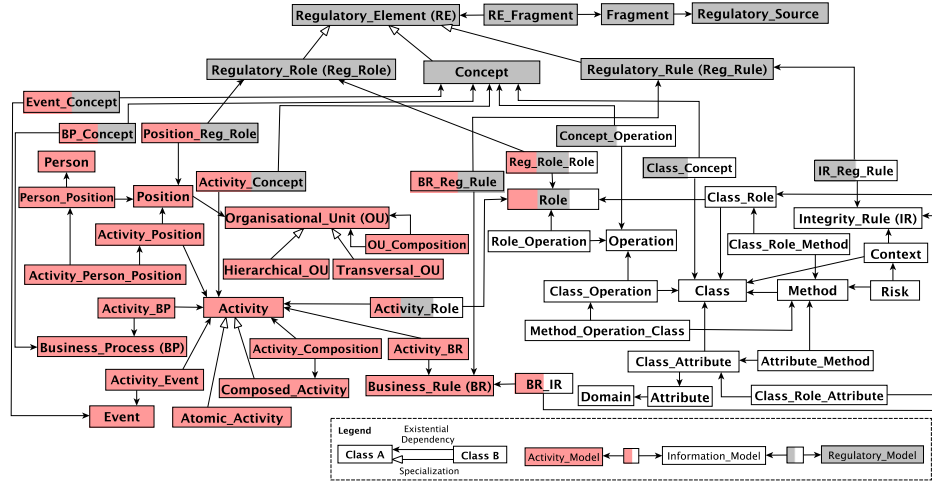 Regulatory_Element (RE)
RE_Fragment
Fragment
Regulatory_Source
Regulatory_Role (Reg_Role)
Concept
Regulatory_Rule (Reg_Rule)
Event_Concept
BP_Concept
Position_Reg_Role
Concept_Operation
Person
Reg_Role_Role
Class_Concept
IR_Reg_Rule
Activity_Concept
BR_Reg_Rule
Person_Position
Position
Role
Class_Role
Organisational_Unit (OU)
Integrity_Rule (IR)
Activity_Position
OU_Composition
Role_Operation
Operation
Class_Role_Method
Context
Activity_Person_Position
Hierarchical_OU
Transversal_OU
Class_Operation
Class
Method
Risk
Activity_BP
Activity
Activity_Role
Method_Operation_Class
Business_Process (BP)
Activity_Composition
Activity_BR
Class_Attribute
Attribute_Method
Activity_Event
Composed_Activity
Business_Rule (BR)
BR_IR
Domain
Attribute
Class_Role_Attribute
Event
Atomic_Activity
Legend
Existential
Dependency
Class A
Class B
Specialization
Activity_Model
Information_Model
Regulatory_Model